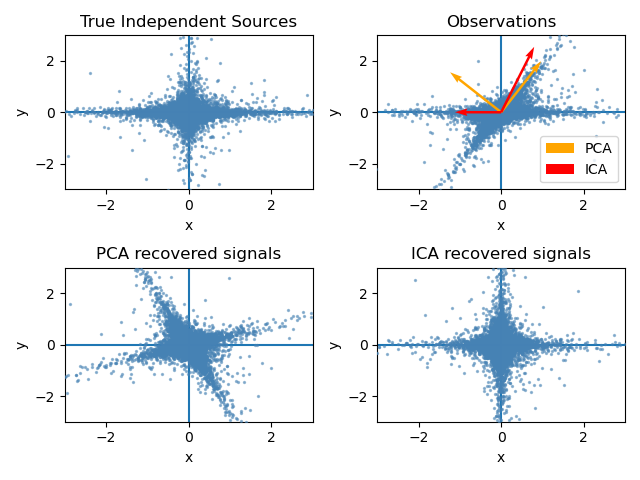 True Independent Sources
2
0
−2
y
−2
0
2
x
Observations
2
0
−2
y
PCA
ICA
−2
0
2
x
PCA recovered signals
2
0
−2
y
−2
0
2
x
ICA recovered signals
2
0
−2
y
−2
0
2
x